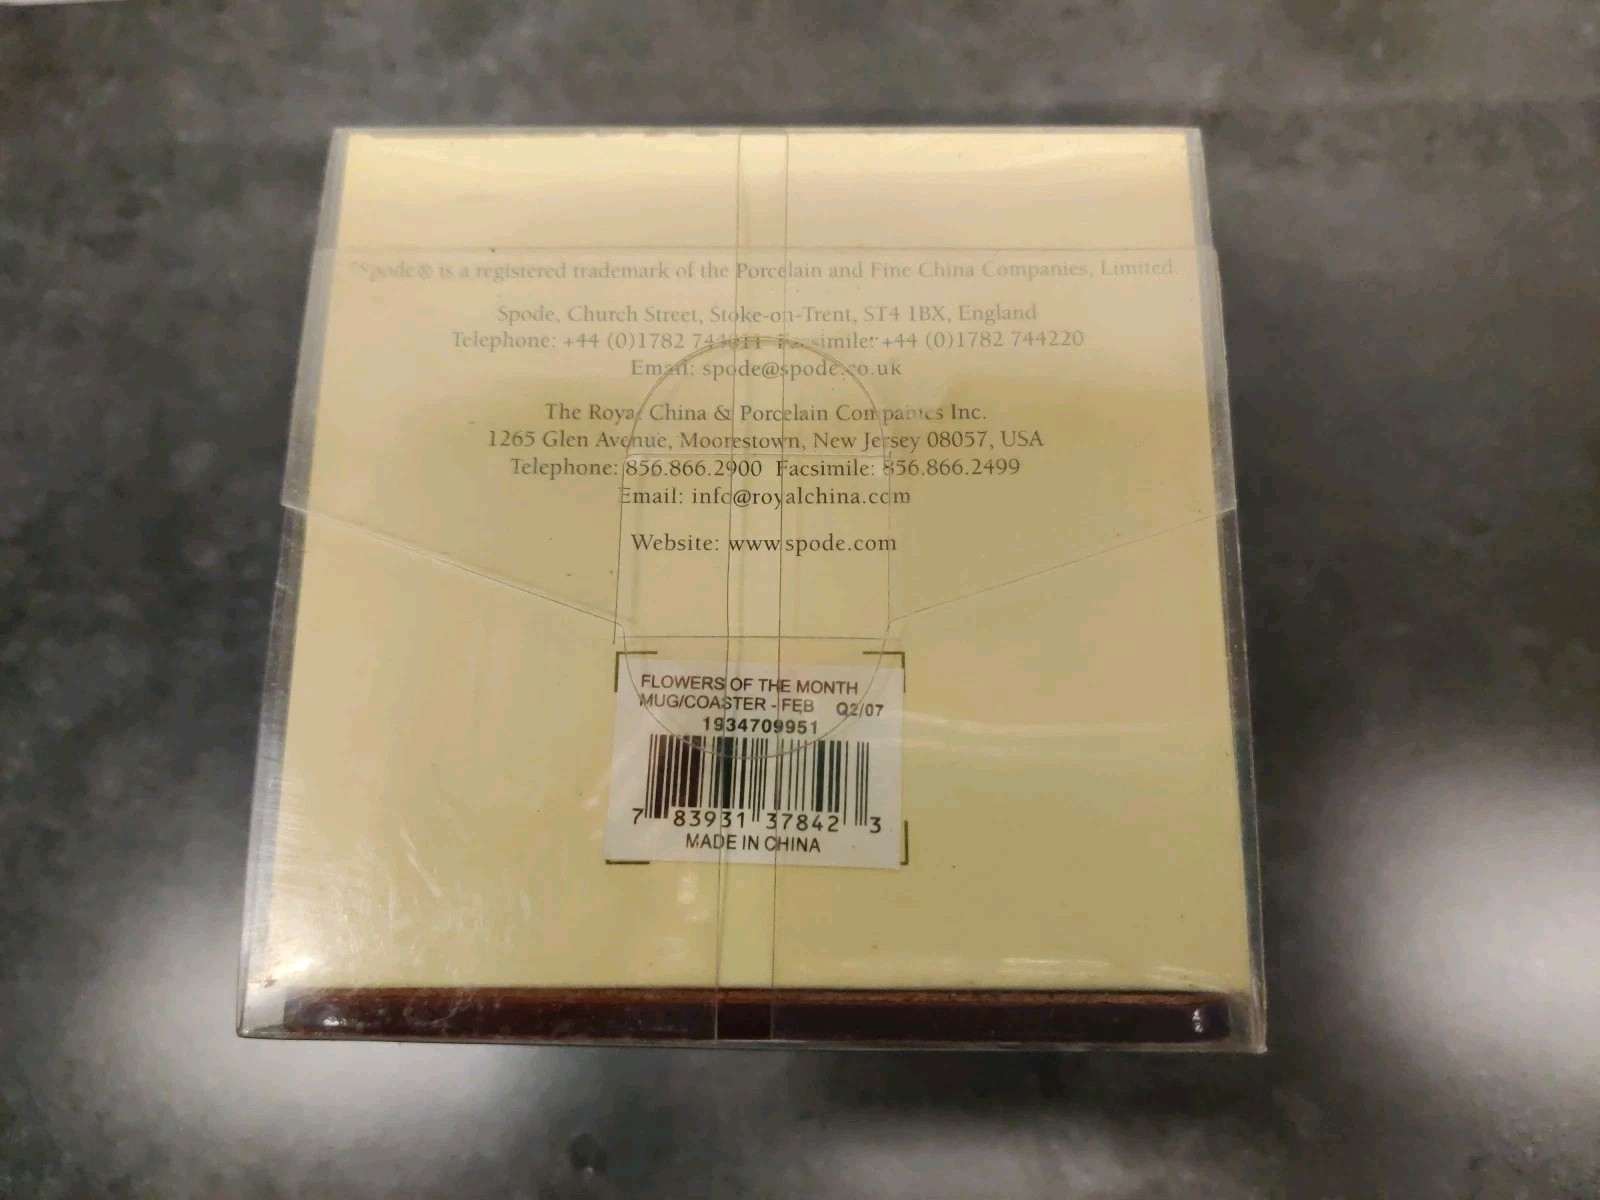 "Spode® is a registered trademark of the Porcelain and Fine China Companies, Limited.
Spode, Church Street, Stoke-on-Trent, ST4 1BX, England
Telephone: +44 (0)1782 Facsimile: +44 (0)1782 744220
Email: spode@spode.co.uk
The Royal China & Porcelain Companies Inc.
1265 Glen Avenue, Moorestown, New Jersey 08057, USA
Telephone: 856.866.2900 Facsimile: 856.866.2499
Email: info@royalchina.com
Website: www.spode.com
FLOWERS OF THE MONTH
MUG/COASTER - FEB Q2/07
1934709951
7 83931 37842 3
MADE IN CHINA